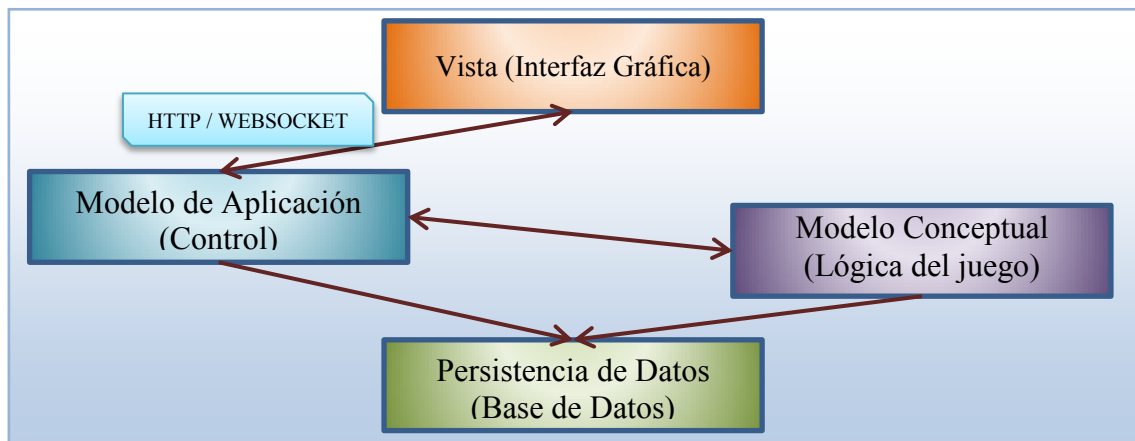 Vista (Interfaz Gráfica)
HTTP / WEBSOCKET
Modelo de Aplicación
(Control)
Modelo Conceptual
(Lógica del juego)
Persistencia de Datos
(Base de Datos)